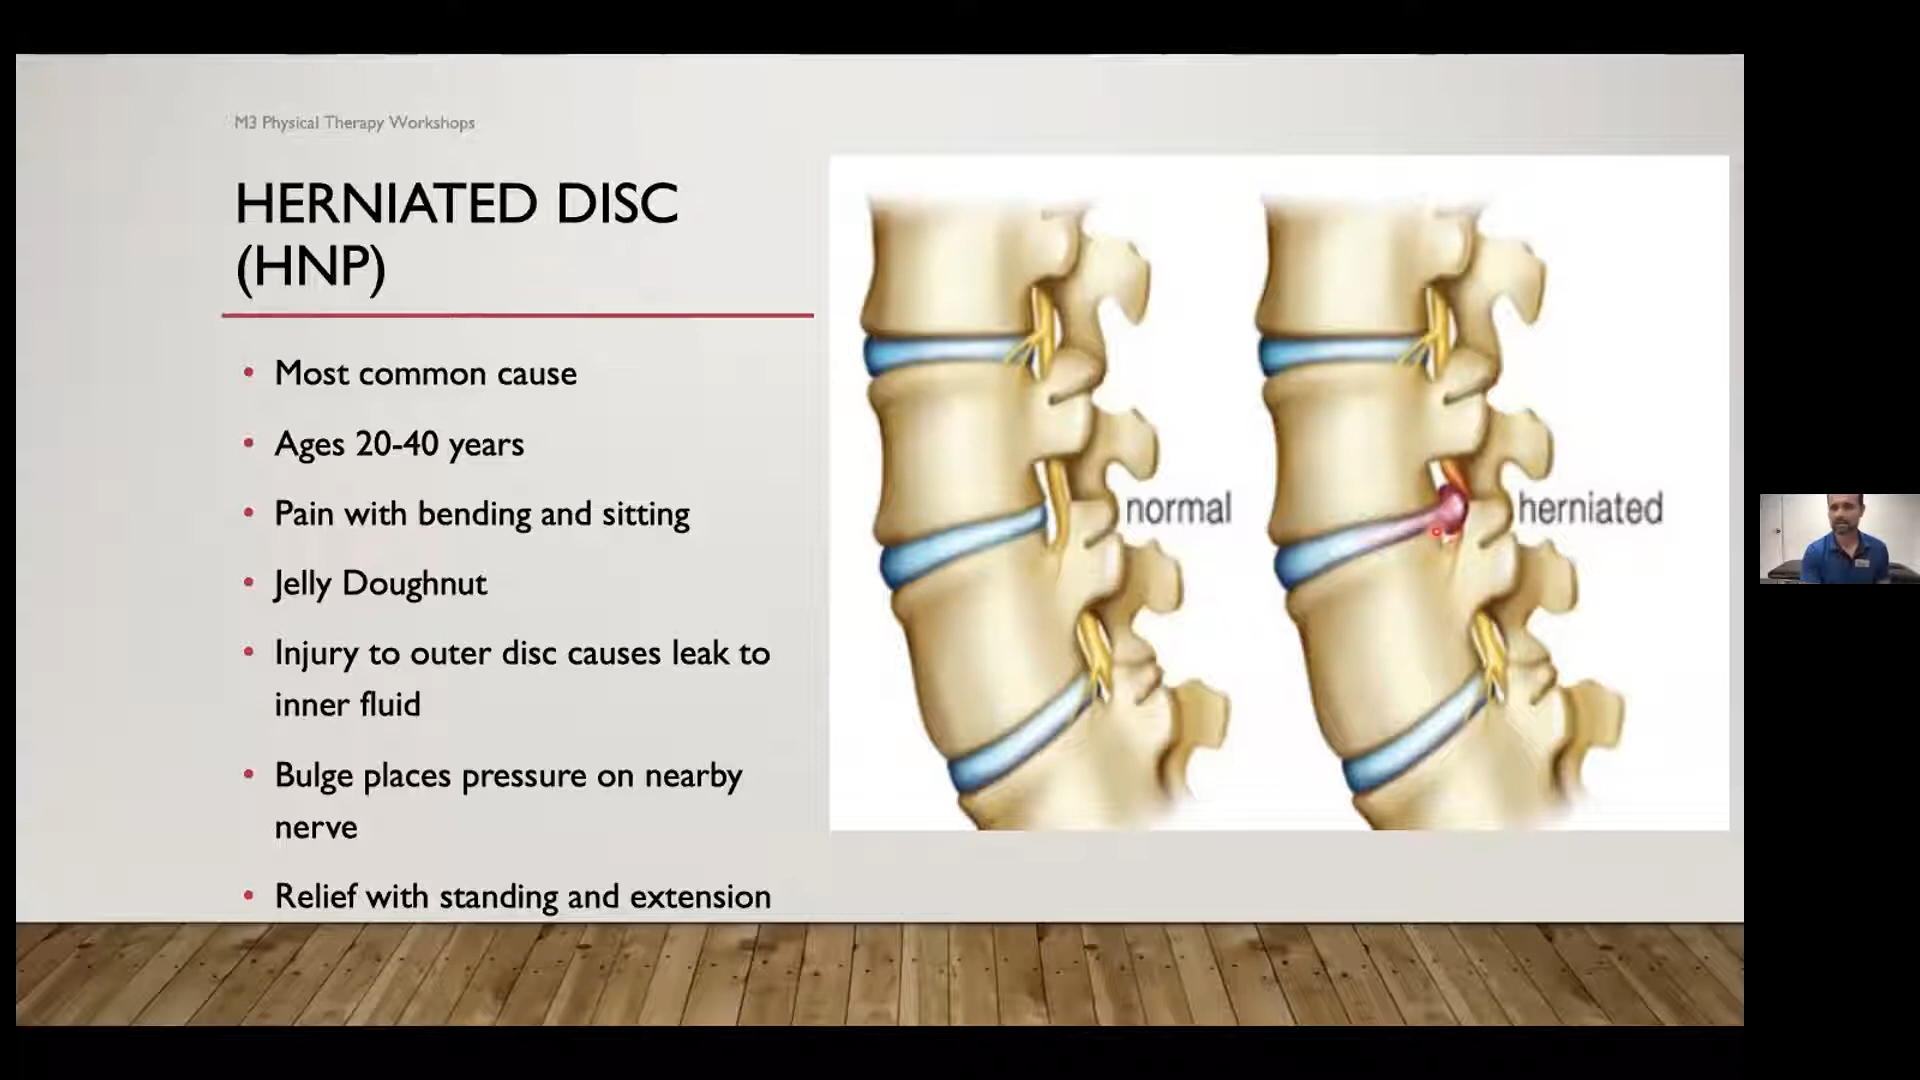 M3 Physical Therapy Workshops
HERNIATED DISC
(HNP)
• Most common cause
• Ages 20-40 years
• Pain with bending and sitting
• Jelly Doughnut
• Injury to outer disc causes leak to
inner fluid
• Bulge places pressure on nearby
nerve
• Relief with standing and extension
normal
herniated